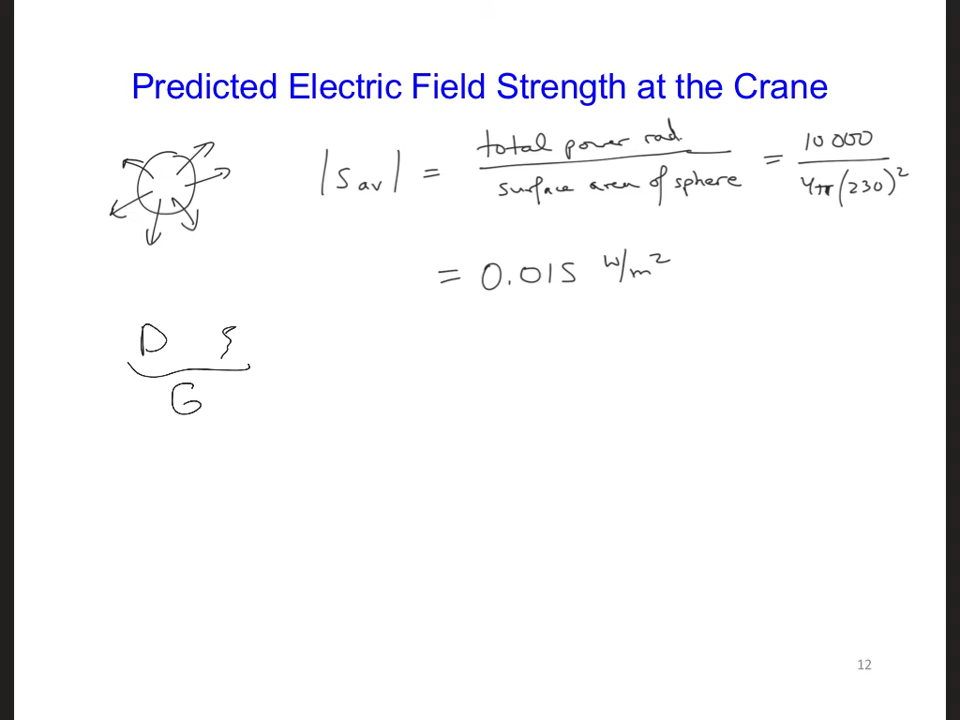 Predicted Electric Field Strength at the Crane
|S av| = total power rad. / surface area of sphere = 10 000 / 4π(230)²
= 0.015 W/m²
D ξ
G
12